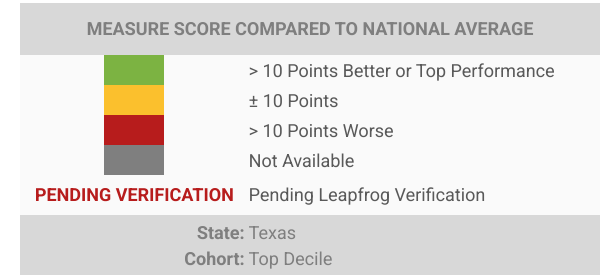 MEASURE SCORE COMPARED TO NATIONAL AVERAGE
> 10 Points Better or Top Performance
± 10 Points
> 10 Points Worse
Not Available
PENDING VERIFICATION Pending Leapfrog Verification
State: Texas
Cohort: Top Decile